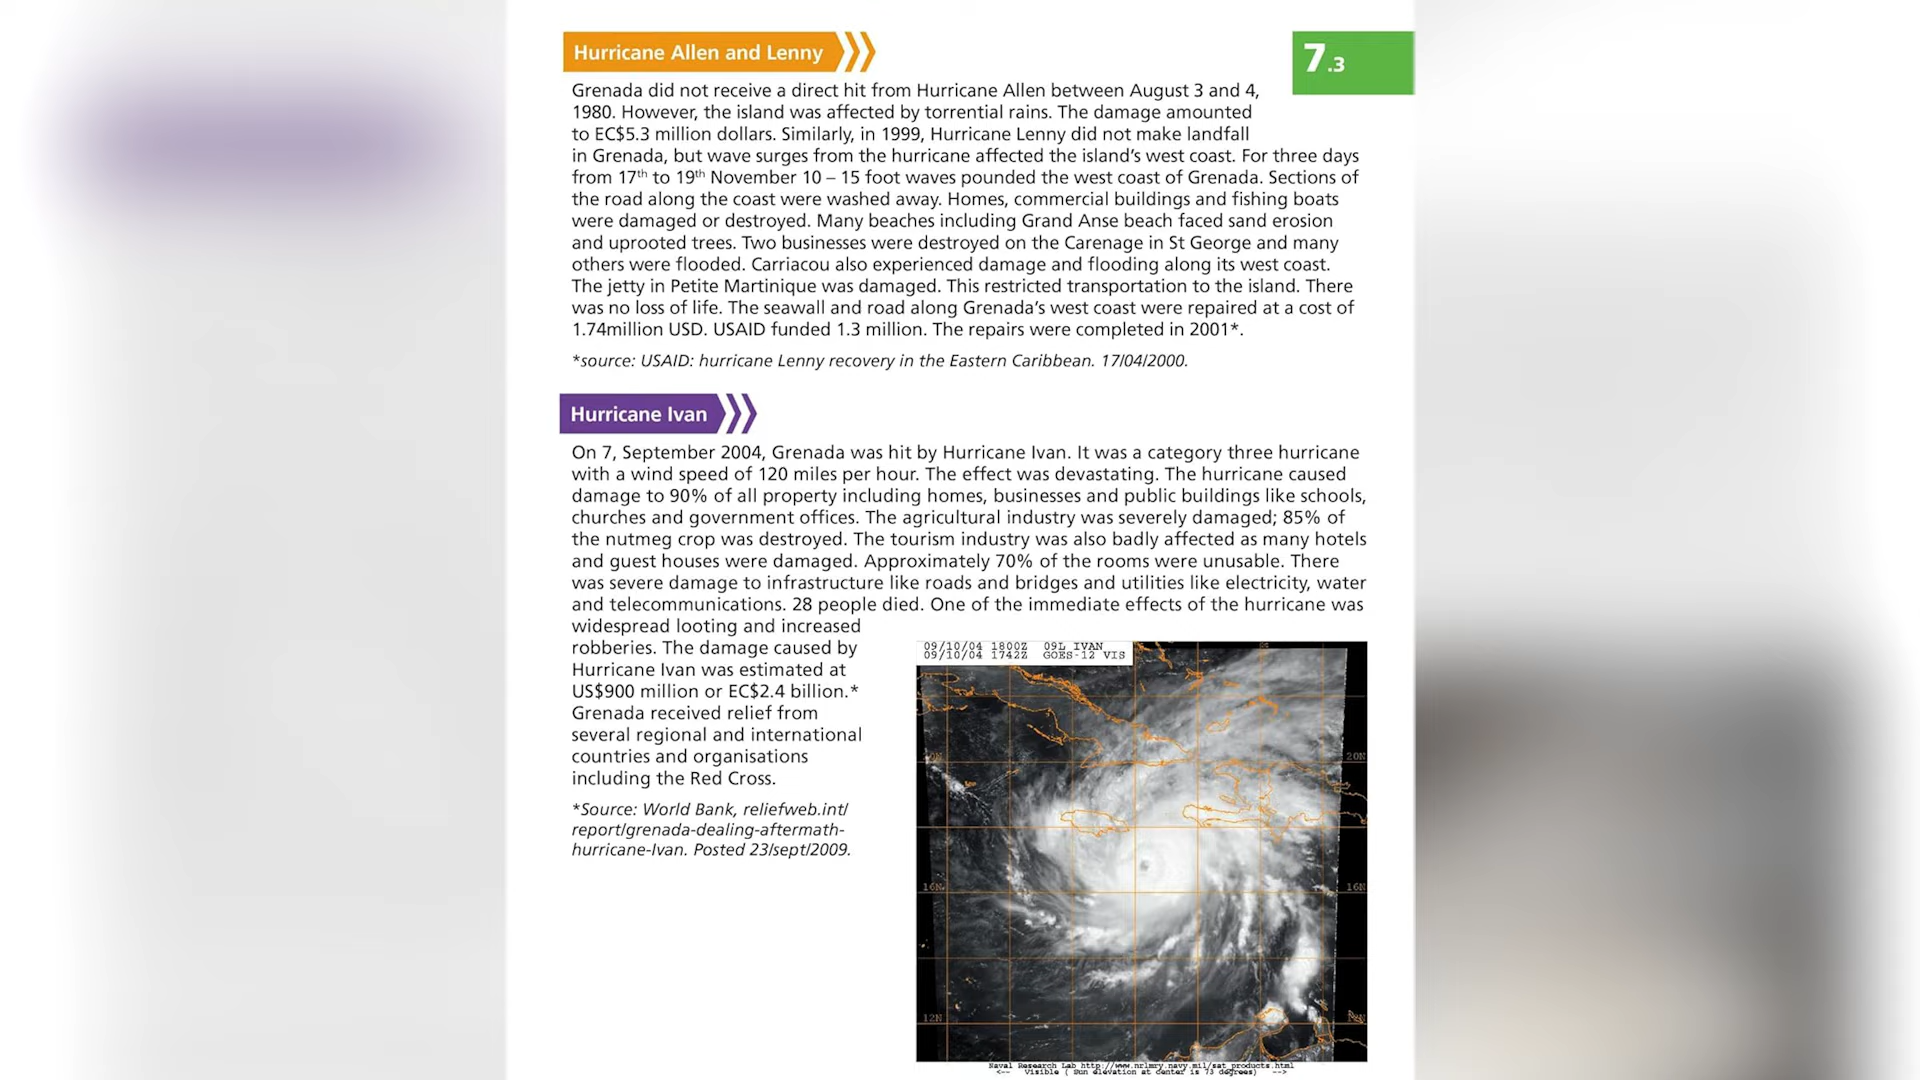 Hurricane Allen and Lenny
7.3
Grenada did not receive a direct hit from Hurricane Allen between August 3 and 4,
1980. However, the island was affected by torrential rains. The damage amounted
to EC$5.3 million dollars. Similarly, in 1999, Hurricane Lenny did not make landfall
in Grenada, but wave surges from the hurricane affected the island's west coast. For three days
from 17th to 19th November 10 – 15 foot waves pounded the west coast of Grenada. Sections of
the road along the coast were washed away. Homes, commercial buildings and fishing boats
were damaged or destroyed. Many beaches including Grand Anse beach faced sand erosion
and uprooted trees. Two businesses were destroyed on the Carenage in St George and many
others were flooded. Carriacou also experienced damage and flooding along its west coast.
The jetty in Petite Martinique was damaged. This restricted transportation to the island. There
was no loss of life. The seawall and road along Grenada's west coast were repaired at a cost of
1.74million USD. USAID funded 1.3 million. The repairs were completed in 2001*.
*source: USAID: hurricane Lenny recovery in the Eastern Caribbean. 17/04/2000.
Hurricane Ivan
On 7, September 2004, Grenada was hit by Hurricane Ivan. It was a category three hurricane
with a wind speed of 120 miles per hour. The effect was devastating. The hurricane caused
damage to 90% of all property including homes, businesses and public buildings like schools,
churches and government offices. The agricultural industry was severely damaged; 85% of
the nutmeg crop was destroyed. The tourism industry was also badly affected as many hotels
and guest houses were damaged. Approximately 70% of the rooms were unusable. There
was severe damage to infrastructure like roads and bridges and utilities like electricity, water
and telecommunications. 28 people died. One of the immediate effects of the hurricane was
widespread looting and increased
robberies. The damage caused by
Hurricane Ivan was estimated at
US$900 million or EC$2.4 billion.*
Grenada received relief from
several regional and international
countries and organisations
including the Red Cross.
*Source: World Bank, reliefweb.int/
report/grenada-dealing-aftermath-
hurricane-Ivan. Posted 23/sept/2009.
09/10/04 1800Z 09L IVAN
09/10/04 1742Z GOES-12 VIS
20N
16N 16N
12N
Naval Research Lab http://www.nrlmry.navy.mil/sat_products.html
<-- Visible ( Sun elevation at center is 73 degrees) -->